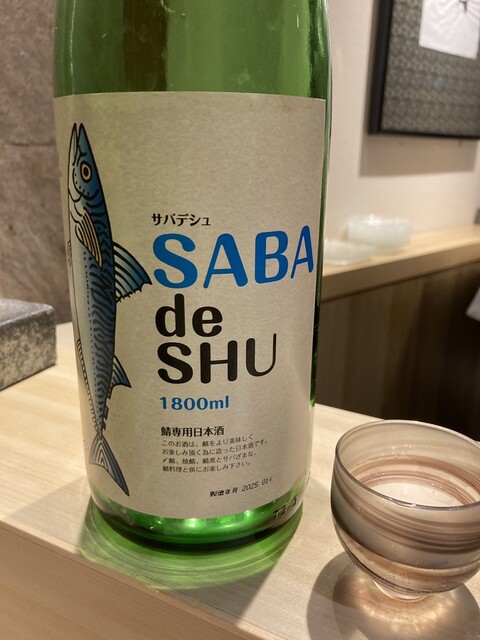 サバデシュ
SABA
de
SHU
1800ml
鯖専用日本酒
このお酒は、鯖をより美味しく
お楽しみ頂く為に造った日本酒です。
〆鯖、焼鯖、鯖煮とサバざまな、
鯖料理と供にお楽しみ下さい。
製造年月 2025.01